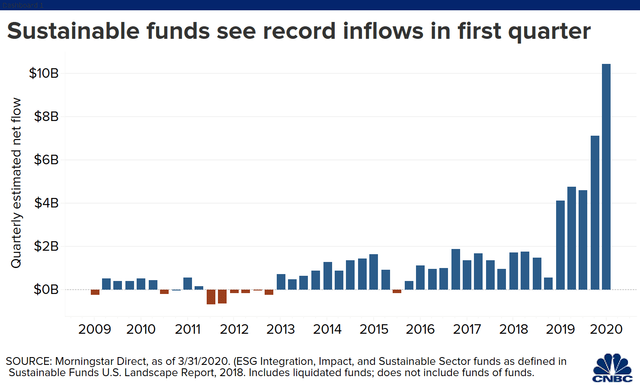 Sustainable funds see record inflows in first quarter
$10B
$8B
$6B
$4B
$2B
$0B
Quarterly estimated net flow
2009 2010 2011 2012 2013 2014 2015 2016 2017 2018 2019 2020
SOURCE: Morningstar Direct, as of 3/31/2020. (ESG Integration, Impact, and Sustainable Sector funds as defined in
Sustainable Funds U.S. Landscape Report, 2018. Includes liquidated funds; does not include funds of funds.
CNBC